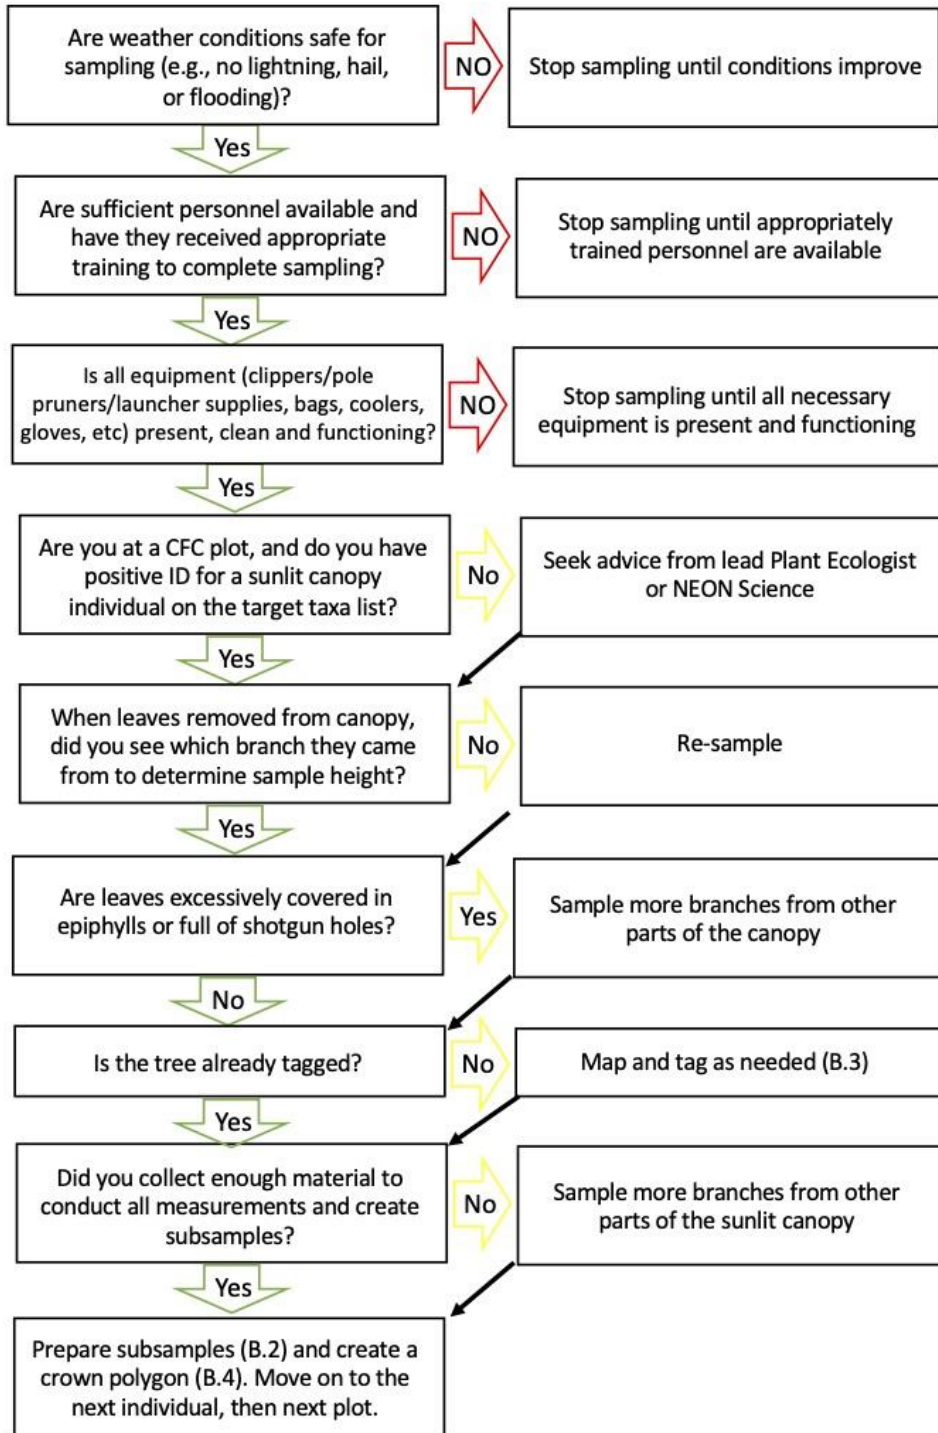 Are weather conditions safe for
sampling (e.g., no lightning, hail,
or flooding)?
NO
Stop sampling until conditions improve
Yes
Are sufficient personnel available and
have they received appropriate
training to complete sampling?
NO
Stop sampling until appropriately
trained personnel are available
Yes
Is all equipment (clippers/pole
pruners/launcher supplies, bags, coolers,
gloves, etc) present, clean and functioning?
NO
Stop sampling until all necessary
equipment is present and functioning
Yes
Are you at a CFC plot, and do you have
positive ID for a sunlit canopy
individual on the target taxa list?
No
Seek advice from lead Plant Ecologist
or NEON Science
Yes
When leaves removed from canopy,
did you see which branch they came
from to determine sample height?
No
Re-sample
Yes
Are leaves excessively covered in
epiphylls or full of shotgun holes?
Yes
Sample more branches from other
parts of the canopy
No
Is the tree already tagged?
No
Map and tag as needed (B.3)
Yes
Did you collect enough material to
conduct all measurements and create
subsamples?
No
Sample more branches from other
parts of the sunlit canopy
Yes
Prepare subsamples (B.2) and create a
crown polygon (B.4). Move on to the
next individual, then next plot.